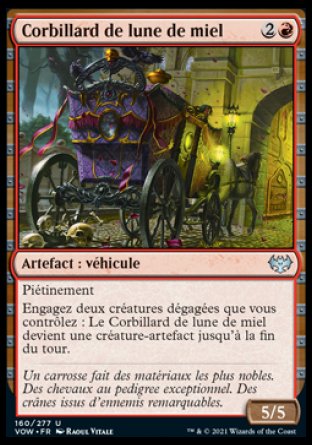 Corbillard de lune de miel 2
Artefact : véhicule
Piétinement
Engagez deux créatures dégagées que vous
contrôlez : Le Corbillard de lune de miel
devient une créature-artefact jusqu'à la fin
du tour.
Un carrosse fait des matériaux les plus nobles.
Des chevaux au pedigree exceptionnel. Des
crânes issus d'ennemis remarquables.
5/5
160/277 U
VOW • FR Raoul Vitale
™ & © 2021 Wizards of the Coast